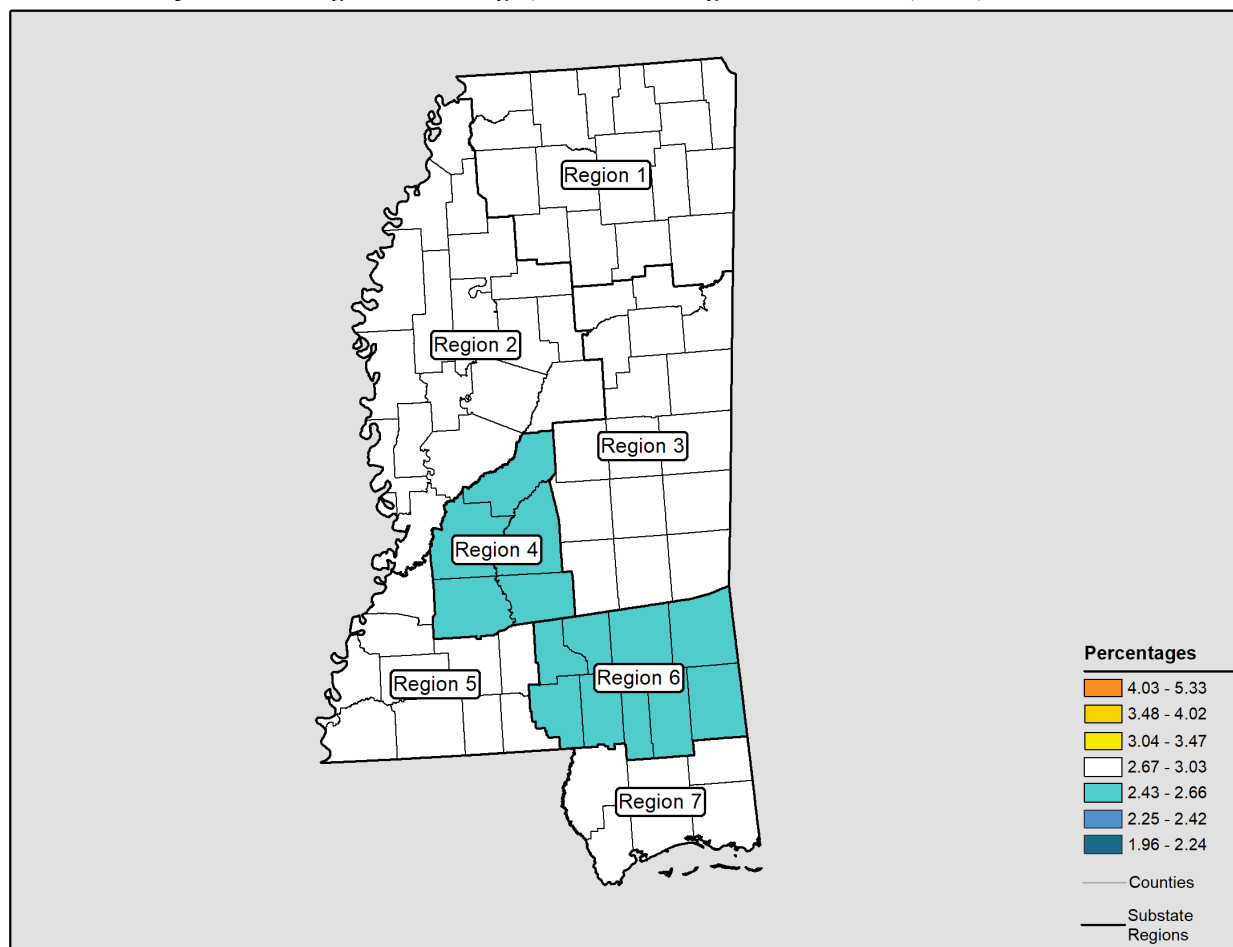 Region 1
Region 2
Region 3
Region 4
Region 5
Region 6
Region 7
Percentages
4.03 - 5.33
3.48 - 4.02
3.04 - 3.47
2.67 - 3.03
2.43 - 2.66
2.25 - 2.42
1.96 - 2.24
Counties
Substate
Regions